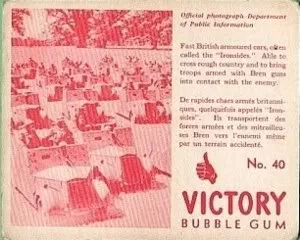 Official photograph Department
of Public Information
Fast British armoured cars, often
called the "Ironsides." Able to
cross rough country and to bring
troops armed with Bren guns
into contact with the enemy.
De rapides chars armés britanni-
ques, quelquefois applés "Iron-
sides". Ils transportent des
forces armées et des mitrailleu-
ses Bren vers l'ennemi même
par un terrain accidenté.
No. 40
VICTORY
BUBBLE GUM